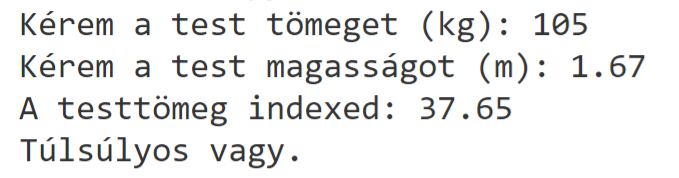 Kérem a test tömeget (kg): 105
Kérem a test magasságot (m): 1.67
A testtömeg indexed: 37.65
Túlsúlyos vagy.